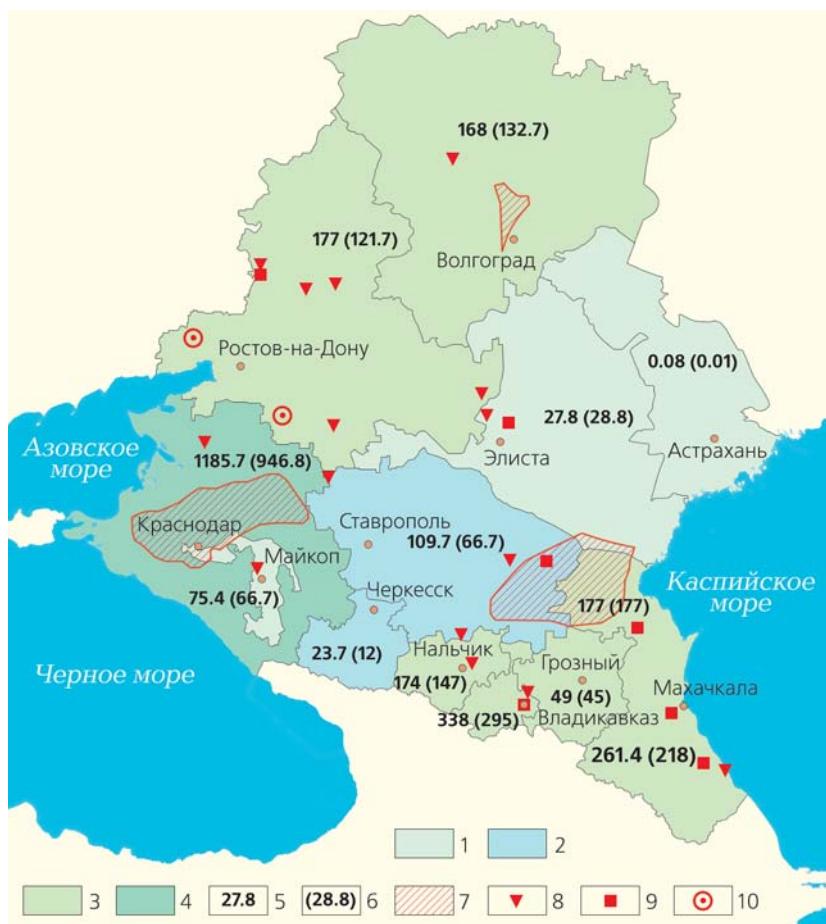 168 (132.7)
177 (121.7)
Волгоград
Ростов-на-Дону
0.08 (0.01)
27.8 (28.8)
Астрахань
Элиста
Азовское
море
1185.7 (946.8)
Краснодар
Ставрополь
109.7 (66.7)
Майкоп
Черкесск
75.4 (66.7)
177 (177)
Каспийское
море
Черное море
23.7 (12)
Нальчик
174 (147)
Грозный
49 (45)
Махачкала
338 (295)
Владикавказ
261.4 (218)
1
2
3
4
27.8 5
(28.8) 6
7
8
9
10